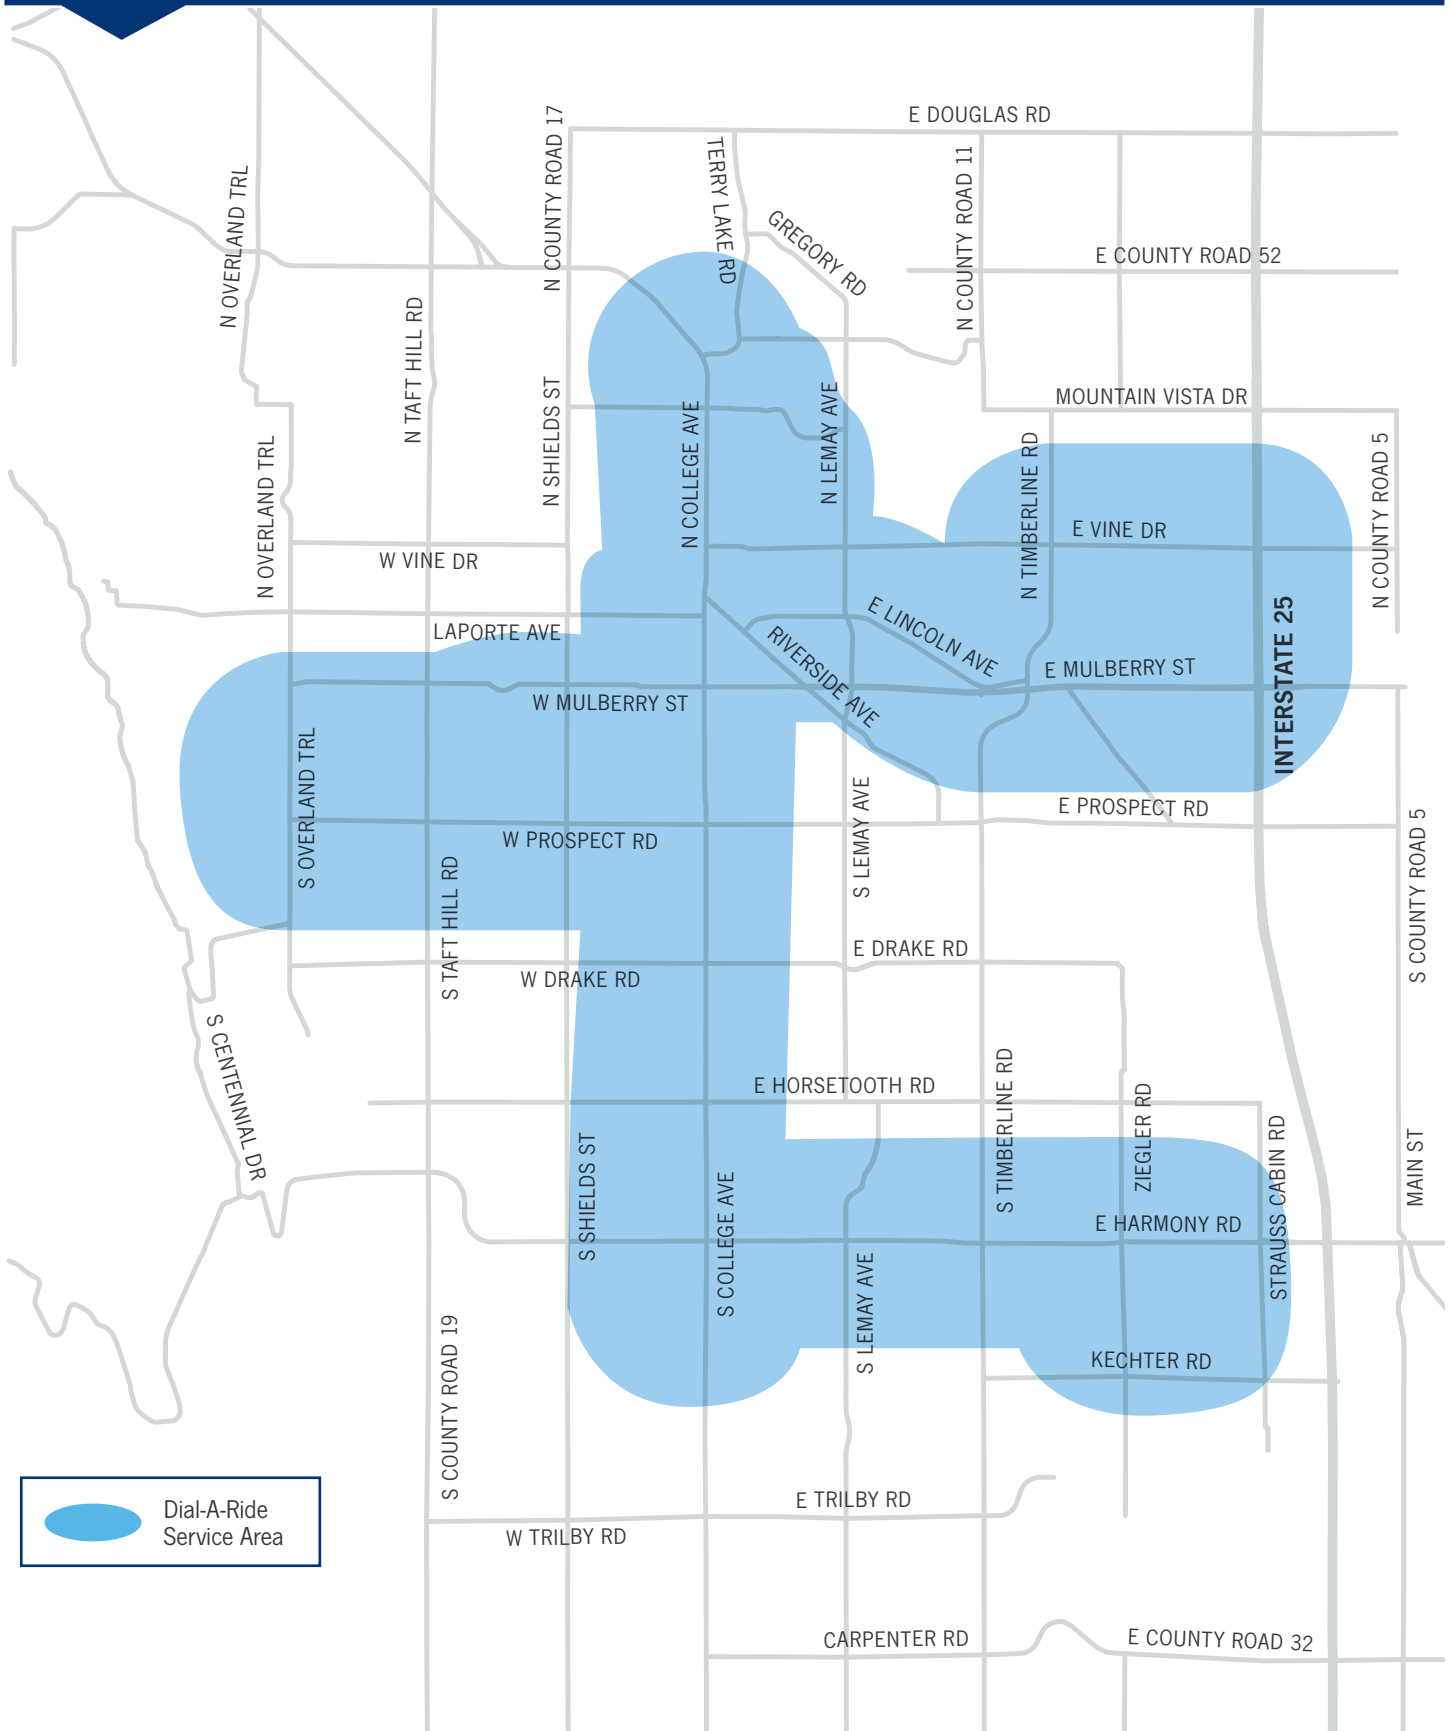 E DOUGLAS RD
N COUNTY ROAD 17
TERRY LAKE RD
N COUNTY ROAD 11
N OVERLAND TRL
GREGORY RD
E COUNTY ROAD 52
N TAFT HILL RD
N SHIELDS ST
N COLLEGE AVE
N LEMAY AVE
MOUNTAIN VISTA DR
N OVERLAND TRL
N TIMBERLINE RD
N COUNTY ROAD 5
E VINE DR
W VINE DR
LAPORTE AVE
E LINCOLN AVE
RIVERSIDE AVE
INTERSTATE 25
E MULBERRY ST
W MULBERRY ST
S OVERLAND TRL
S LEMAY AVE
E PROSPECT RD
W PROSPECT RD
S COUNTY ROAD 5
S TAFT HILL RD
E DRAKE RD
W DRAKE RD
S CENTENNIAL DR
E HORSETOOTH RD
S TIMBERLINE RD
ZIEGLER RD
STRAUSS CABIN RD
MAIN ST
S SHIELDS ST
S COLLEGE AVE
E HARMONY RD
S LEMAY AVE
S COUNTY ROAD 19
KECHTER RD
Dial-A-Ride
Service Area
E TRILBY RD
W TRILBY RD
CARPENTER RD
E COUNTY ROAD 32